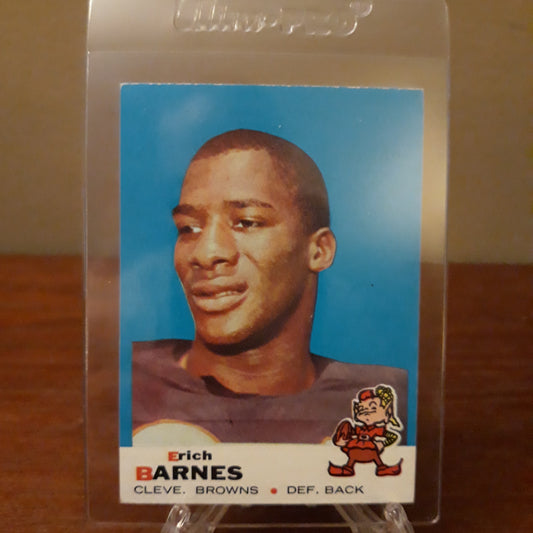 Erich
BARNES
CLEVE. BROWNS • DEF. BACK